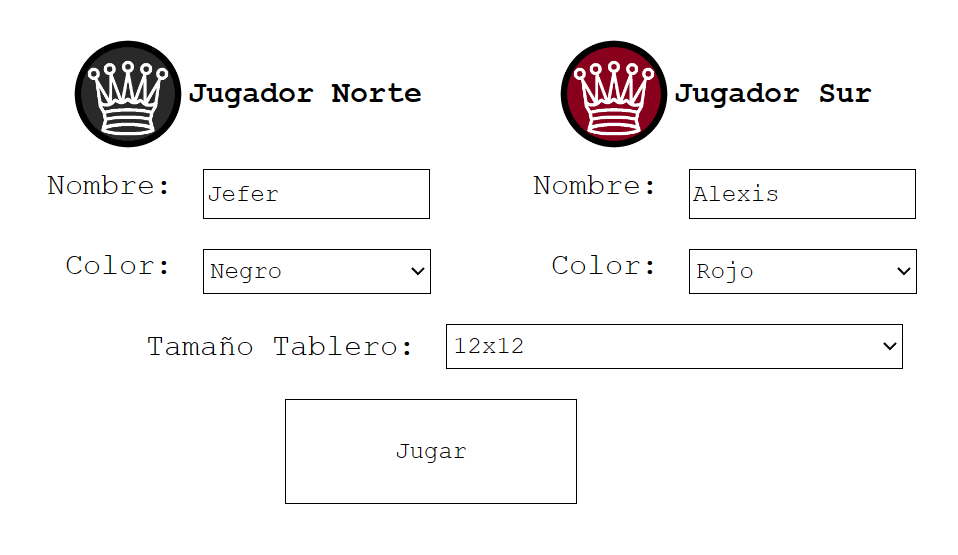 Jugador Norte
Jugador Sur
Nombre: Jefer
Nombre: Alexis
Color: Negro
Color: Rojo
Tamaño Tablero: 12x12
Jugar